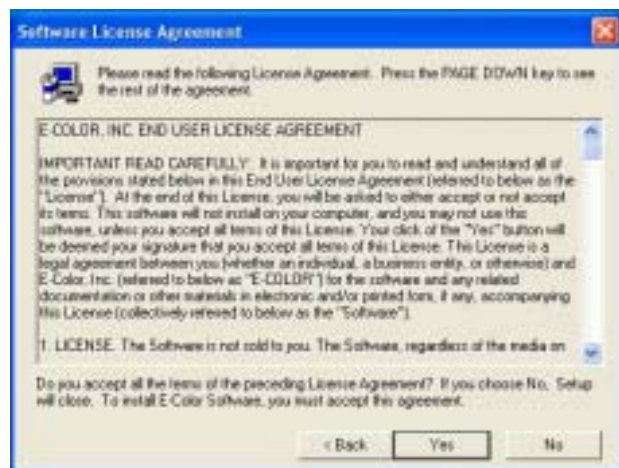 Software License Agreement
Please read the following License Agreement. Press the PAGE DOWN key to see
the rest of the agreement.
E-COLOR, INC. END USER LICENSE AGREEMENT
IMPORTANT READ CAREFULLY: It is important for you to read and understand all of
the provisions stated below in this End User License Agreement (referred to below as the
"License"). At the end of this License, you will be asked to either accept or not accept
its terms. This software will not install on your computer, and you may not use this
software, unless you accept all terms of this License. Your click of the "Yes" button will
be deemed your signature that you accept all terms of this License. This License is a
legal agreement between you (whether an individual, a business entity, or otherwise) and
E-Color, Inc. (referred to below as "E-COLOR") for the software and any related
documentation or other materials in electronic and/or printed form, if any, accompanying
this License (collectively referred to below as the "Software").
1. LICENSE. The Software is not sold to you. The Software, regardless of the media on
Do you accept all the terms of the preceding License Agreement? If you choose No, Setup
will close. To install E-Color Software, you must accept this agreement.
< Back
Yes
No